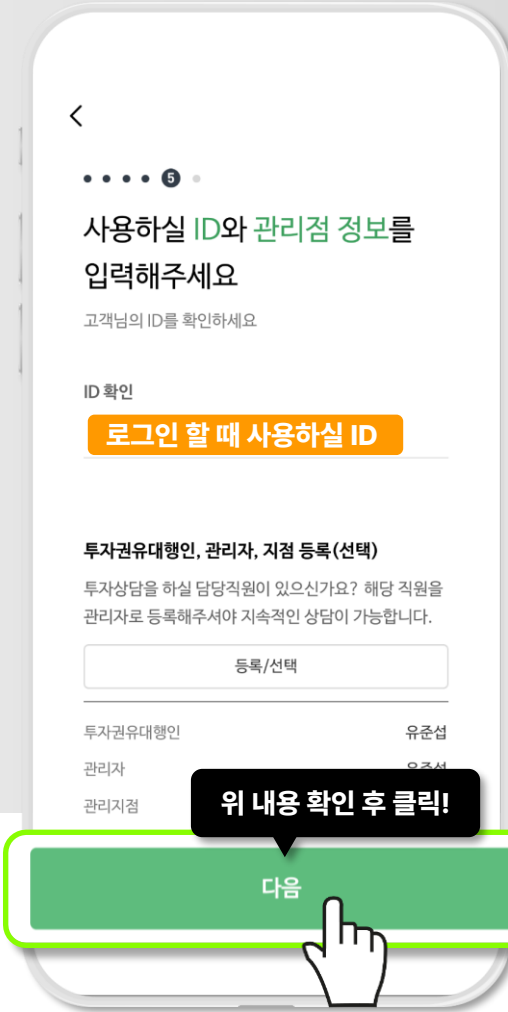 5
사용하실 ID와 관리점 정보를
입력해주세요
고객님의 ID를 확인하세요
ID 확인
로그인 할 때 사용하실 ID
투자권유대행인, 관리자, 지점 등록(선택)
투자상담을 하실 담당직원이 있으신가요? 해당 직원을
관리자로 등록해주셔야 지속적인 상담이 가능합니다.
등록/선택
투자권유대행인 유준섭
관리자
관리지점
위 내용 확인 후 클릭!
다음